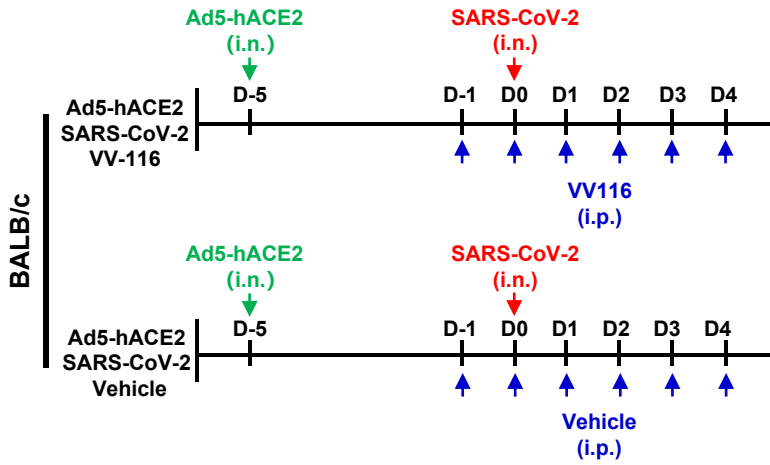 Ad5-hACE2
(i.n.)
SARS-CoV-2
(i.n.)
D-5
D-1
D0
D1
D2
D3
D4
Ad5-hACE2
SARS-CoV-2
VV-116
VV116
(i.p.)
BALB/c
Ad5-hACE2
(i.n.)
SARS-CoV-2
(i.n.)
D-5
D-1
D0
D1
D2
D3
D4
Ad5-hACE2
SARS-CoV-2
Vehicle
Vehicle
(i.p.)